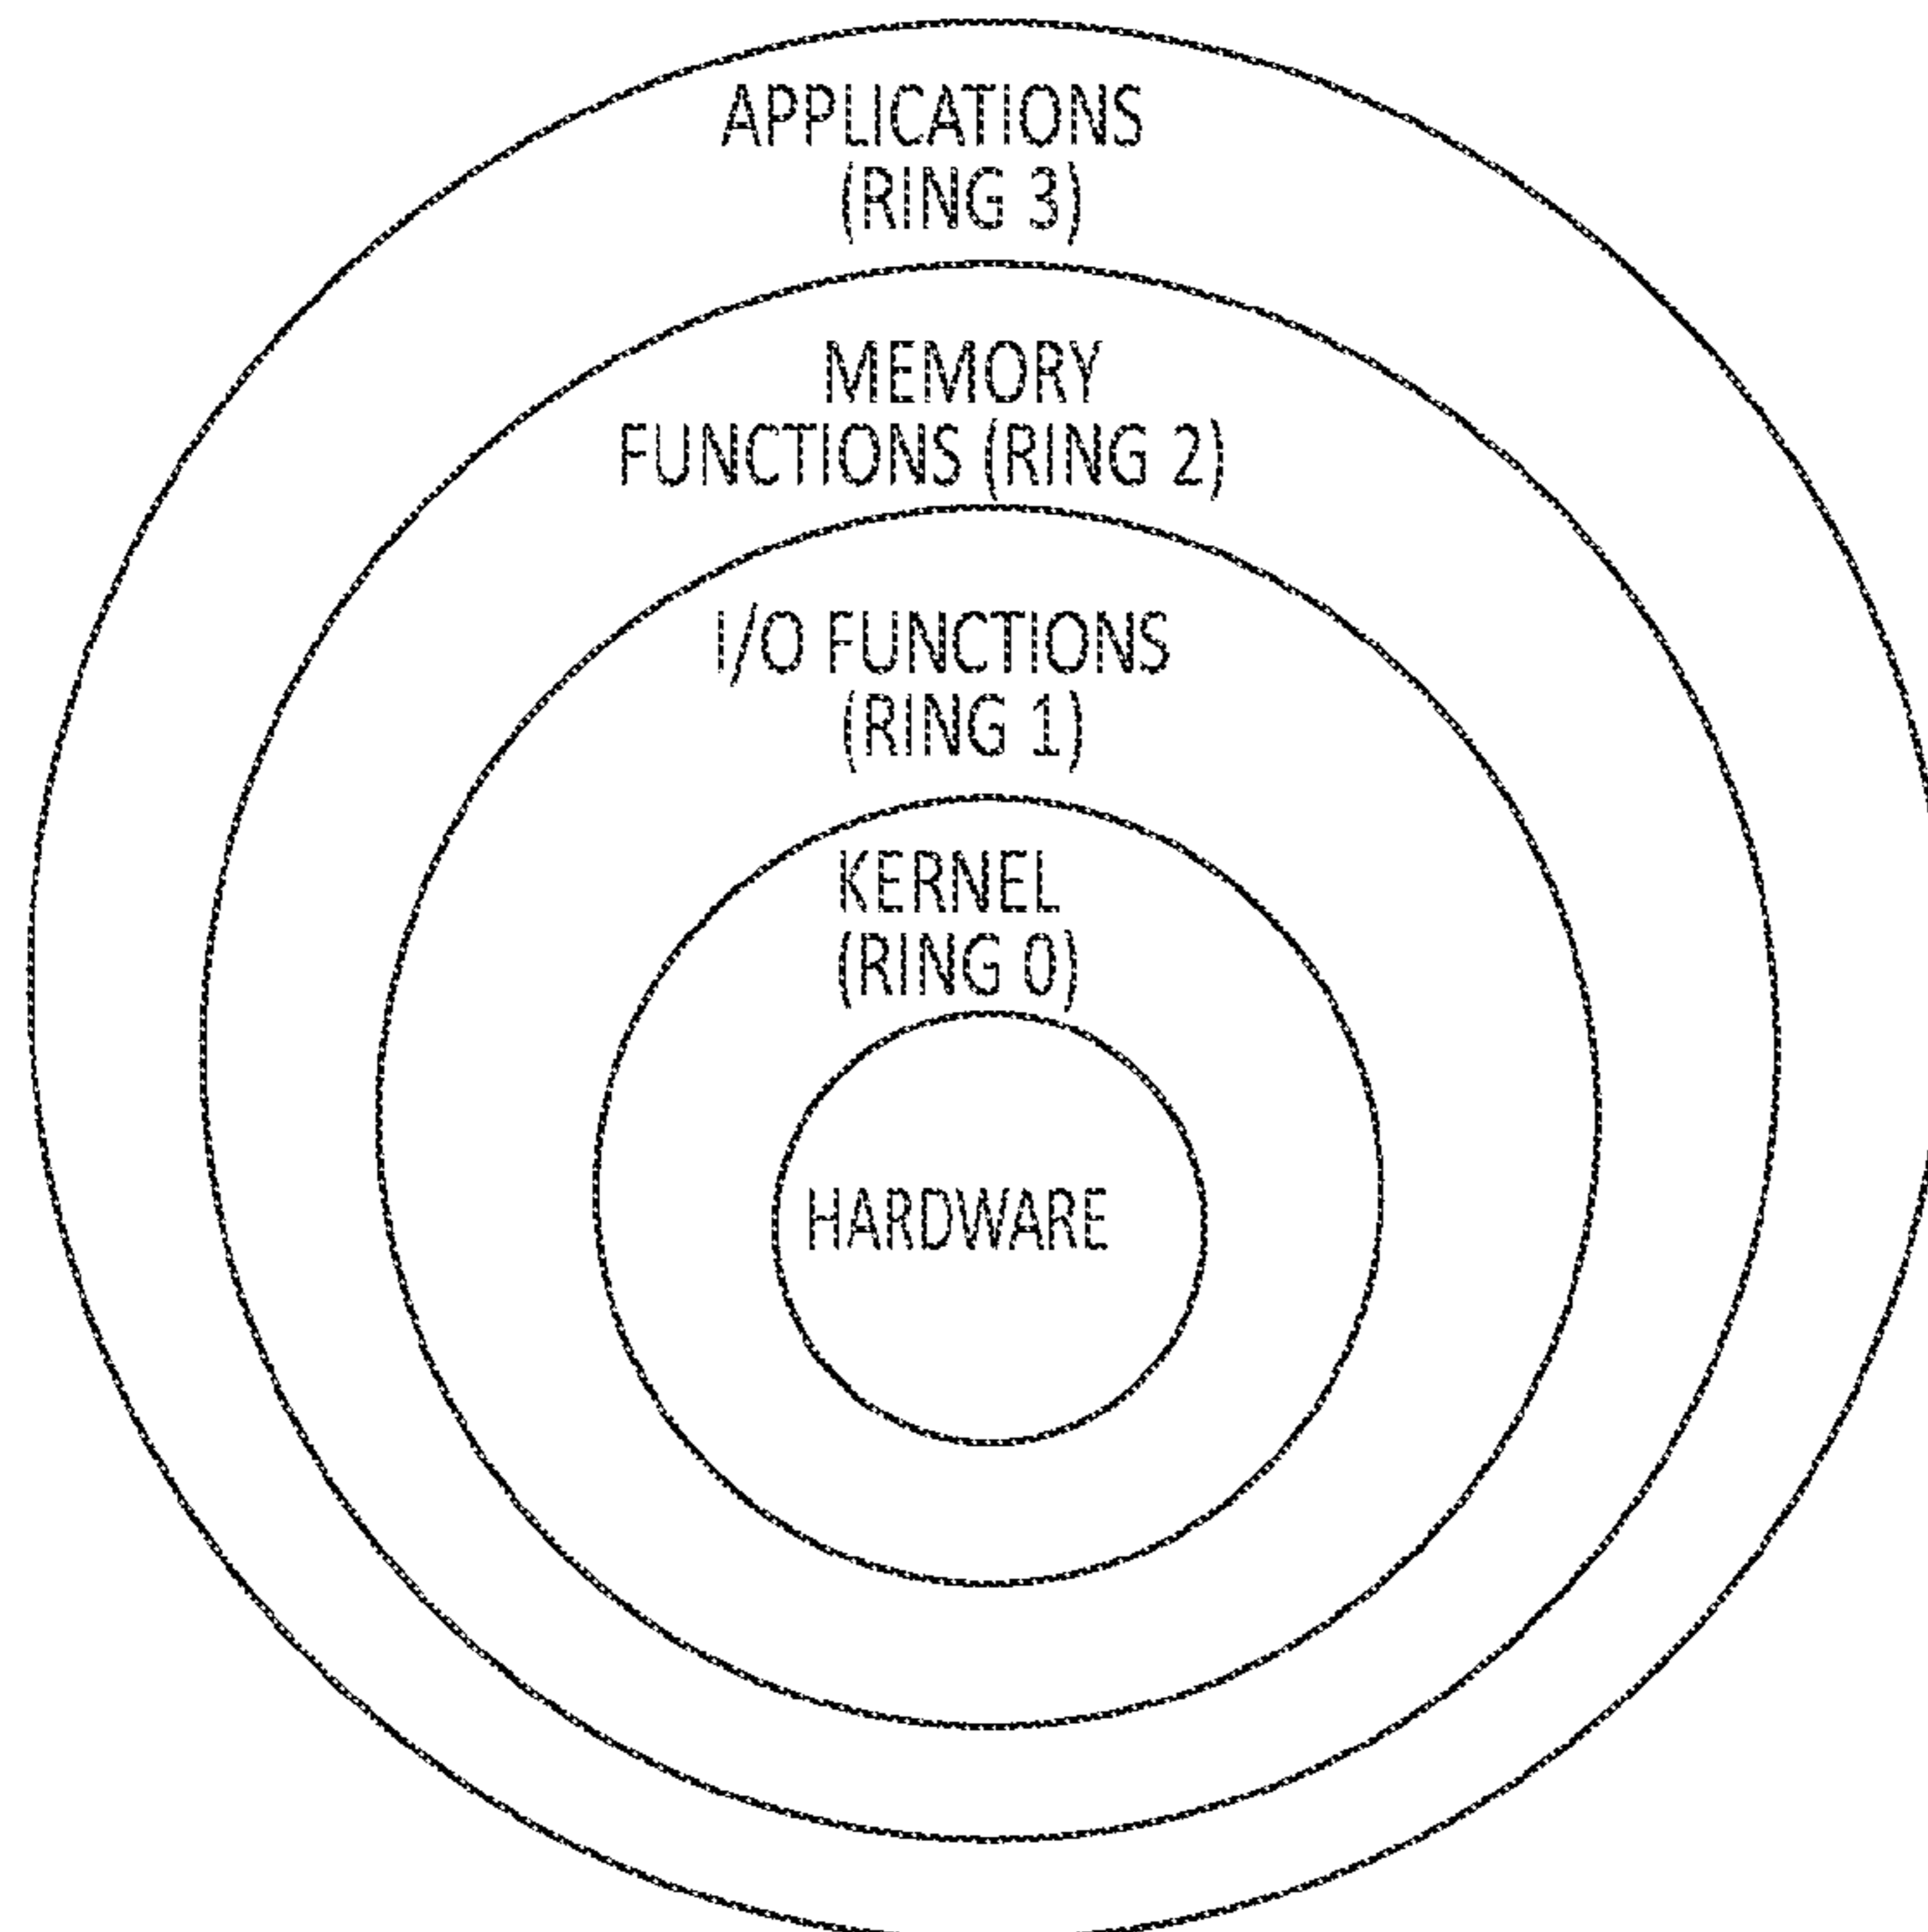 APPLICATIONS
(RING 3)
MEMORY
FUNCTIONS (RING 2)
I/O FUNCTIONS
(RING 1)
KERNEL
(RING 0)
HARDWARE